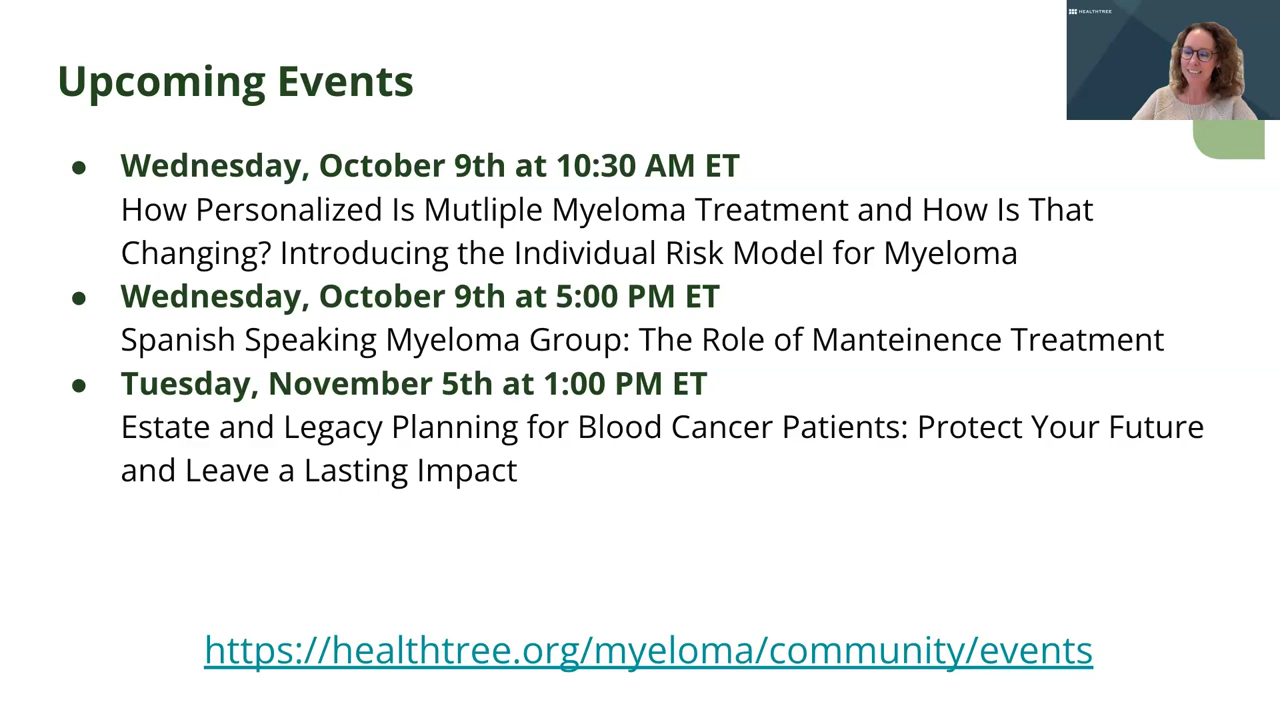 HEALTHTREE
Upcoming Events
● Wednesday, October 9th at 10:30 AM ET
How Personalized Is Mutliple Myeloma Treatment and How Is That
Changing? Introducing the Individual Risk Model for Myeloma
● Wednesday, October 9th at 5:00 PM ET
Spanish Speaking Myeloma Group: The Role of Manteinence Treatment
● Tuesday, November 5th at 1:00 PM ET
Estate and Legacy Planning for Blood Cancer Patients: Protect Your Future
and Leave a Lasting Impact
https://healthtree.org/myeloma/community/events